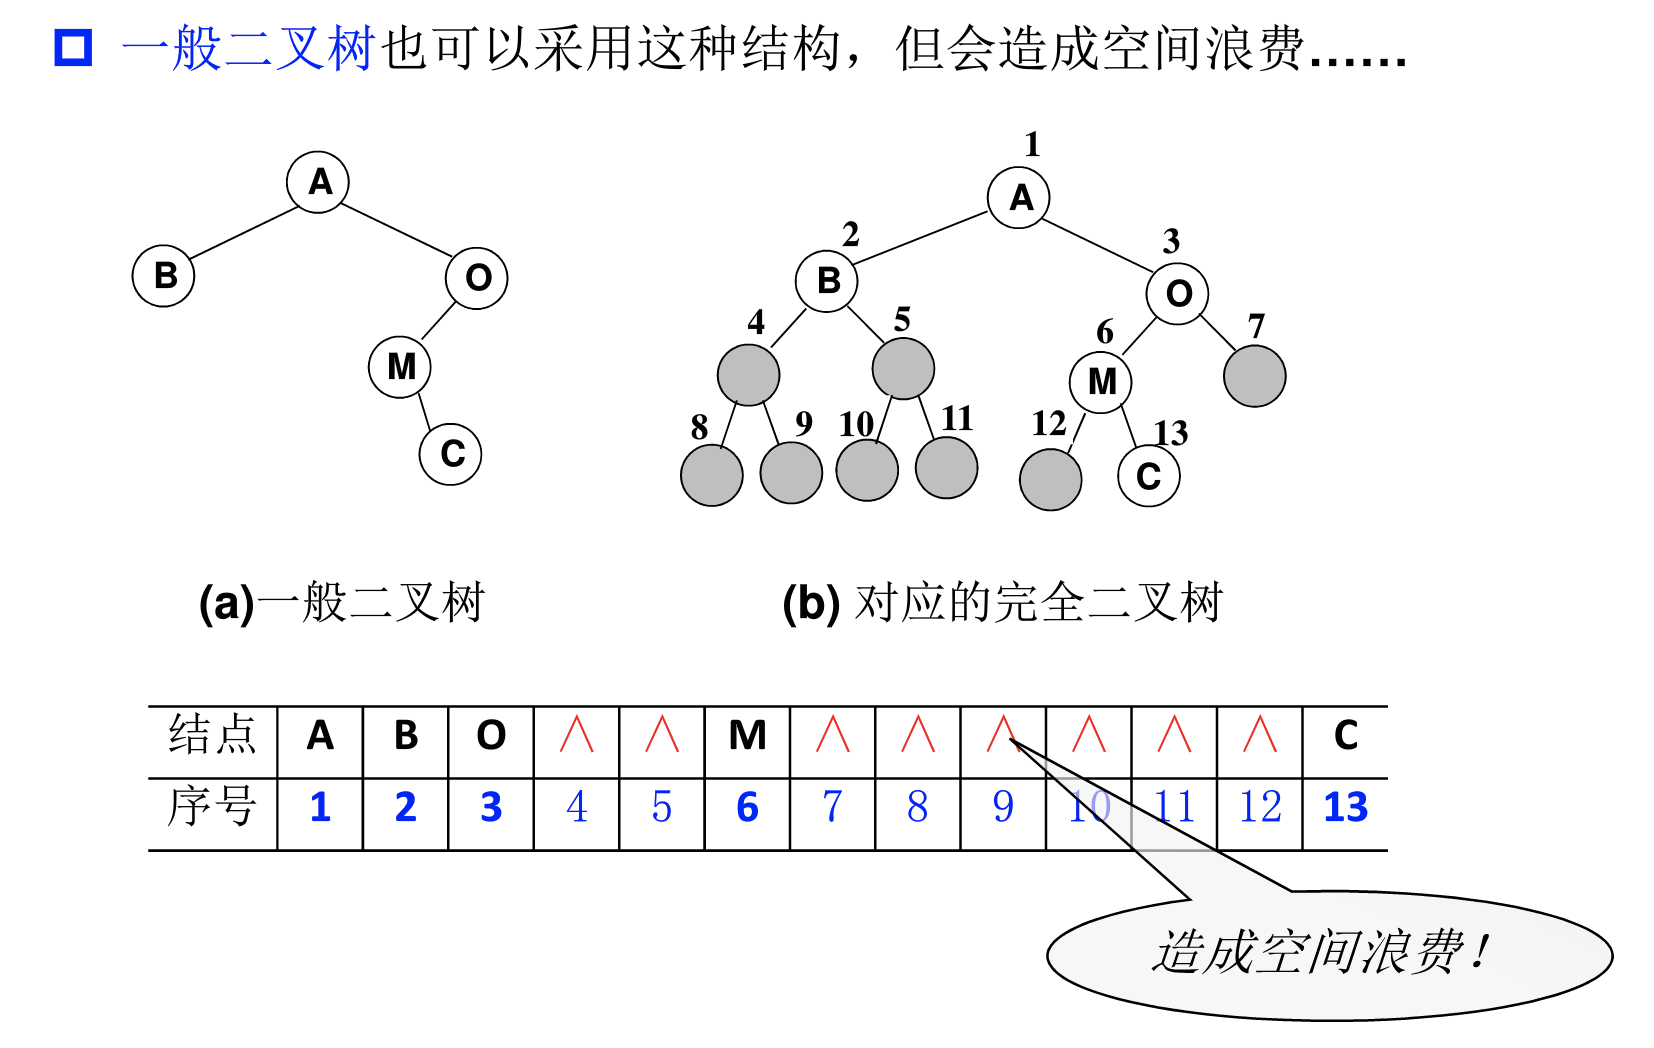 一般二叉树也可以采用这种结构，但会造成空间浪费……
A
B
O
M
C
1
A
2
B
3
O
4
5
6
M
7
8
9
10
11
12
13
C
(a)一般二叉树
(b) 对应的完全二叉树
结点 A B O ∧ ∧ M ∧ ∧ ∧ ∧ ∧ ∧ C
序号 1 2 3 4 5 6 7 8 9 10 11 12 13
造成空间浪费！